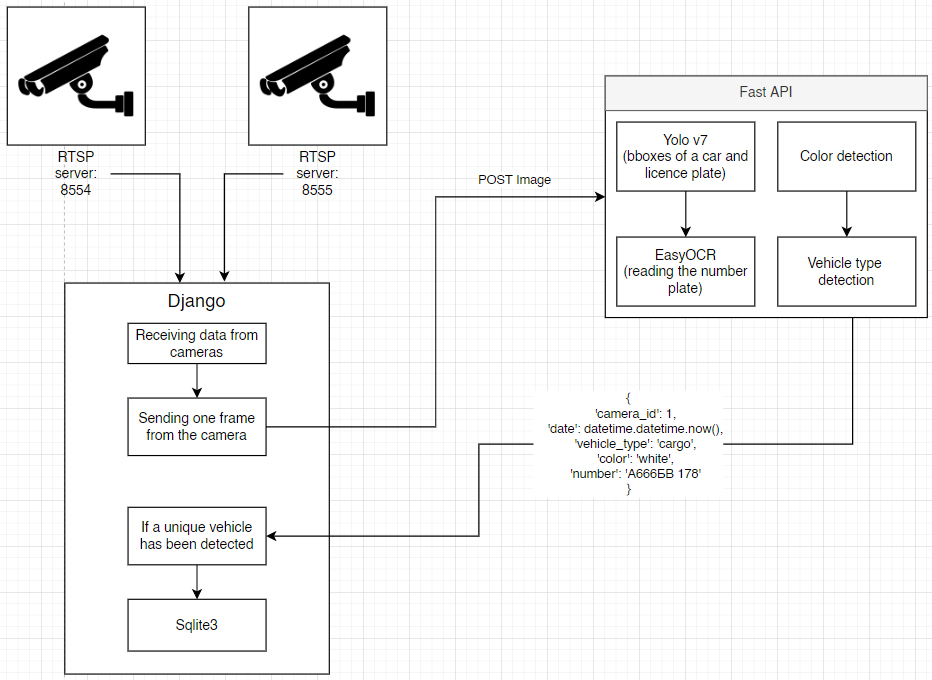 RTSP
server:
8554
RTSP
server:
8555
Fast API
Yolo v7
(bboxes of a car and
licence plate)
Color detection
POST Image
EasyOCR
(reading the number
plate)
Vehicle type
detection
Django
Receiving data from
cameras
Sending one frame
from the camera
{
'camera_id': 1,
'date': datetime.datetime.now(),
'vehicle_type': 'cargo',
'color': 'white',
'number': 'А666БВ 178'
}
If a unique vehicle
has been detected
Sqlite3